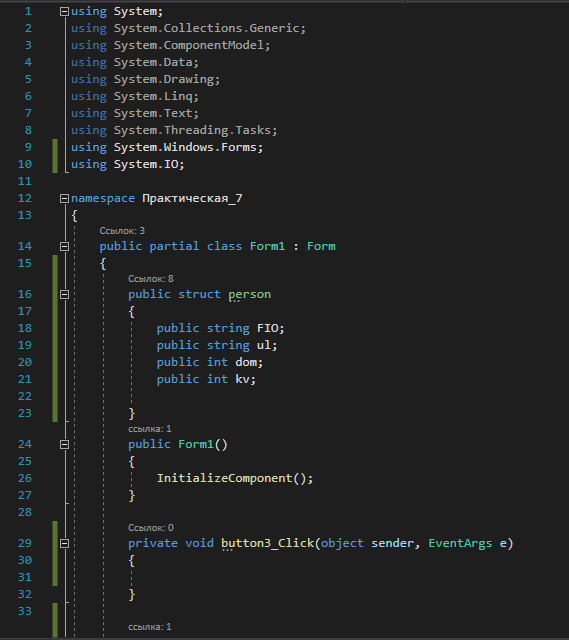 1 using System;
2 using System.Collections.Generic;
3 using System.ComponentModel;
4 using System.Data;
5 using System.Drawing;
6 using System.Linq;
7 using System.Text;
8 using System.Threading.Tasks;
9 using System.Windows.Forms;
10 using System.IO;
11
12 namespace Практическая_7
13 {
Ссылок: 3
14 public partial class Form1 : Form
15 {
Ссылок: 8
16 public struct person
17 {
18 public string FIO;
19 public string ul;
20 public int dom;
21 public int kv;
22
23 }
ссылка: 1
24 public Form1()
25 {
26 InitializeComponent();
27 }
28
Ссылок: 0
29 private void button3_Click(object sender, EventArgs e)
30 {
31
32 }
33
ссылка: 1